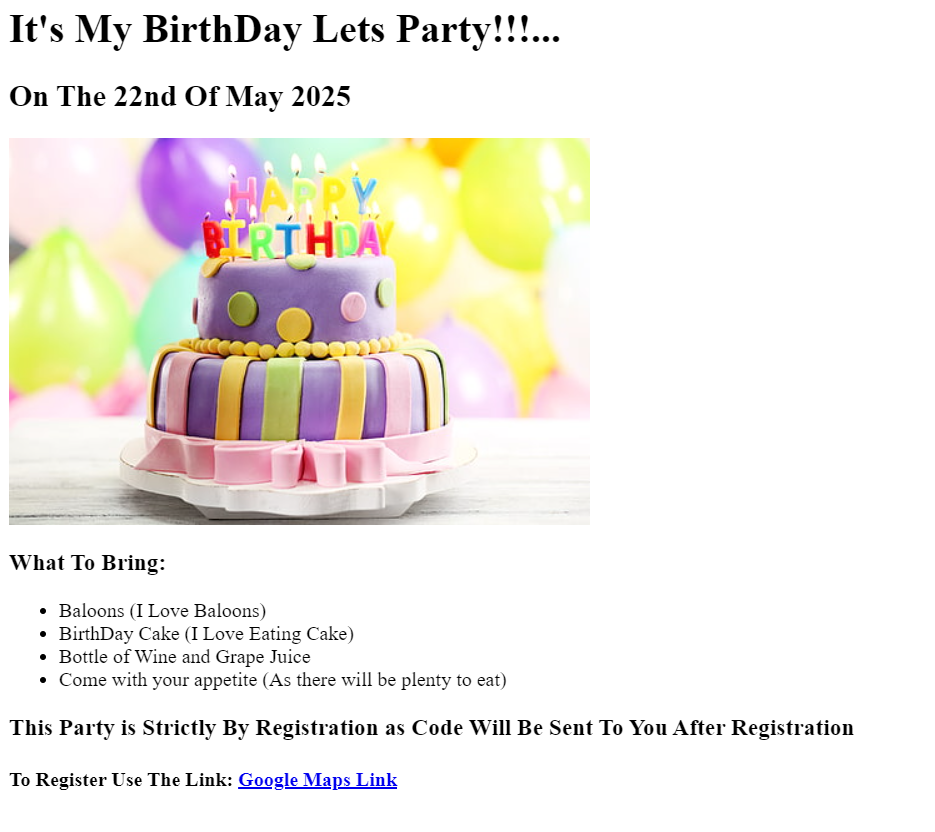 It's My BirthDay Lets Party!!!...
On The 22nd Of May 2025
HAPPY
BIRTHDAY
What To Bring:
Baloons (I Love Baloons)
BirthDay Cake (I Love Eating Cake)
Bottle of Wine and Grape Juice
Come with your appetite (As there will be plenty to eat)
This Party is Strictly By Registration as Code Will Be Sent To You After Registration
To Register Use The Link: Google Maps Link